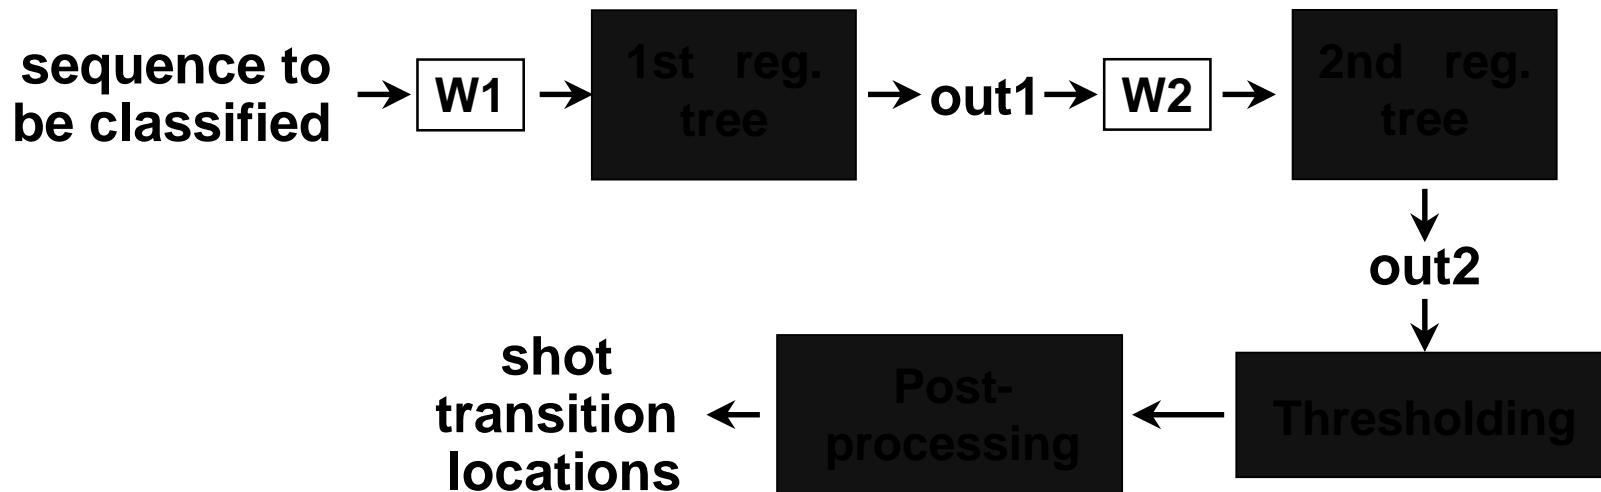 sequence to
be classified
W1
1st reg.
tree
out1
W2
2nd reg.
tree
out2
Thresholding
Post-
processing
shot
transition
locations